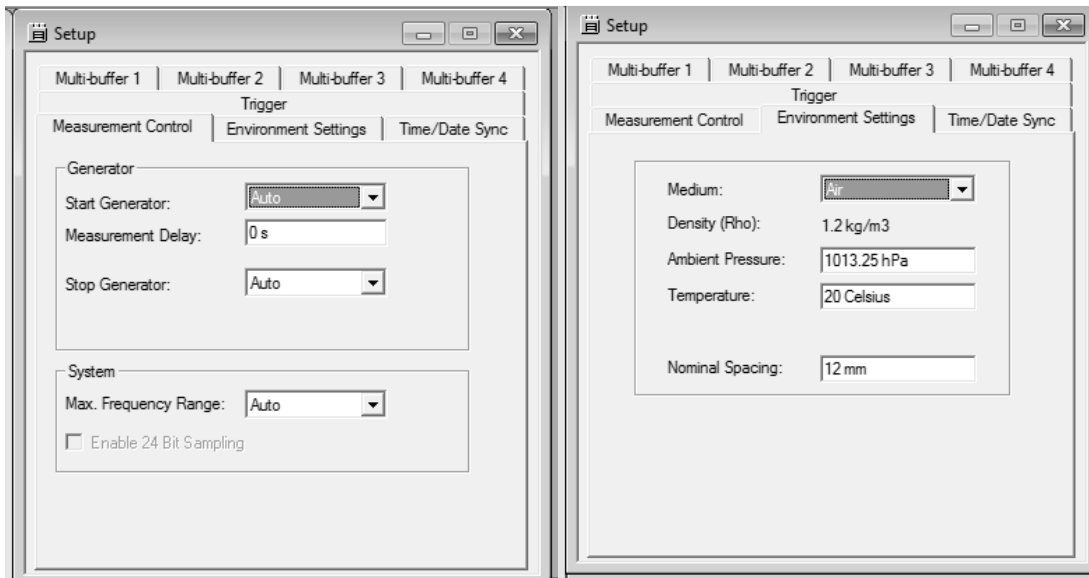 Setup
Multi-buffer 1 Multi-buffer 2 Multi-buffer 3 Multi-buffer 4
Trigger
Measurement Control Environment Settings Time/Date Sync
Generator
Start Generator: Auto
Measurement Delay: 0 s
Stop Generator: Auto
System
Max. Frequency Range: Auto
Enable 24 Bit Sampling
Setup
Multi-buffer 1 Multi-buffer 2 Multi-buffer 3 Multi-buffer 4
Trigger
Measurement Control Environment Settings Time/Date Sync
Medium: Air
Density (Rho): 1.2 kg/m3
Ambient Pressure: 1013.25 hPa
Temperature: 20 Celsius
Nominal Spacing: 12 mm